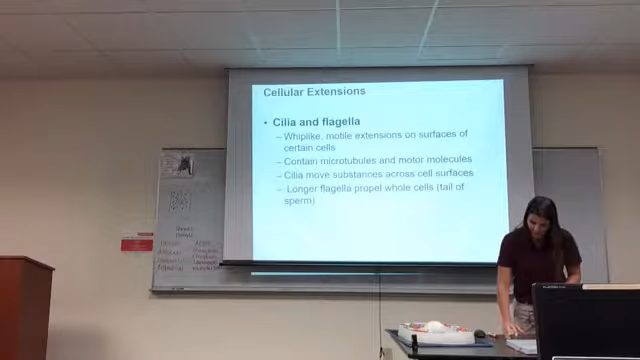 Cellular Extensions
• Cilia and flagella
– Whiplike, motile extensions on surfaces of
certain cells
– Contain microtubules and motor molecules
– Cilia move substances across cell surfaces
– Longer flagella propel whole cells (tail of
sperm)